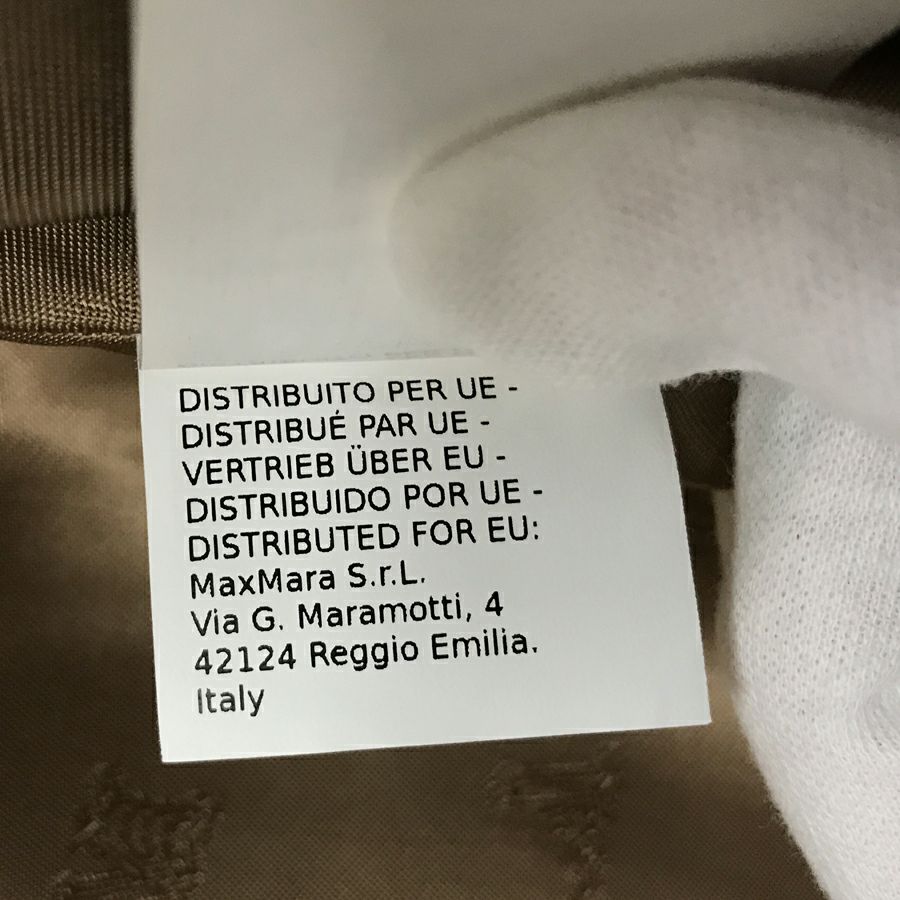 DISTRIBUITO PER UE -
DISTRIBUÉ PAR UE -
VERTRIEB ÜBER EU -
DISTRIBUIDO POR UE -
DISTRIBUTED FOR EU:
MaxMara S.r.L.
Via G. Maramotti, 4
42124 Reggio Emilia.
Italy